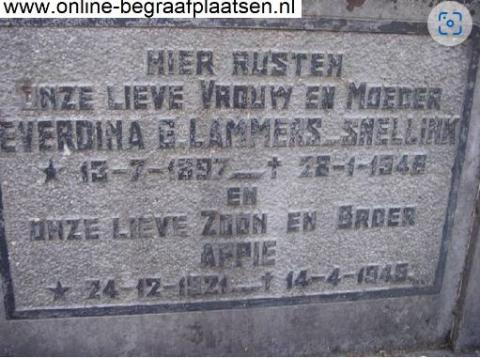 www.online-begraafplaatsen.nl
HIER RUSTEN
ONZE LIEVE VROUW EN MOEDER
EVERDINA G. LAMMERS-SNELLINK
★ 13-7-1897 — † 28-1-1948
EN
ONZE LIEVE ZOON EN BROER
APPIE
★ 24-12-1921 — † 14-4-1945